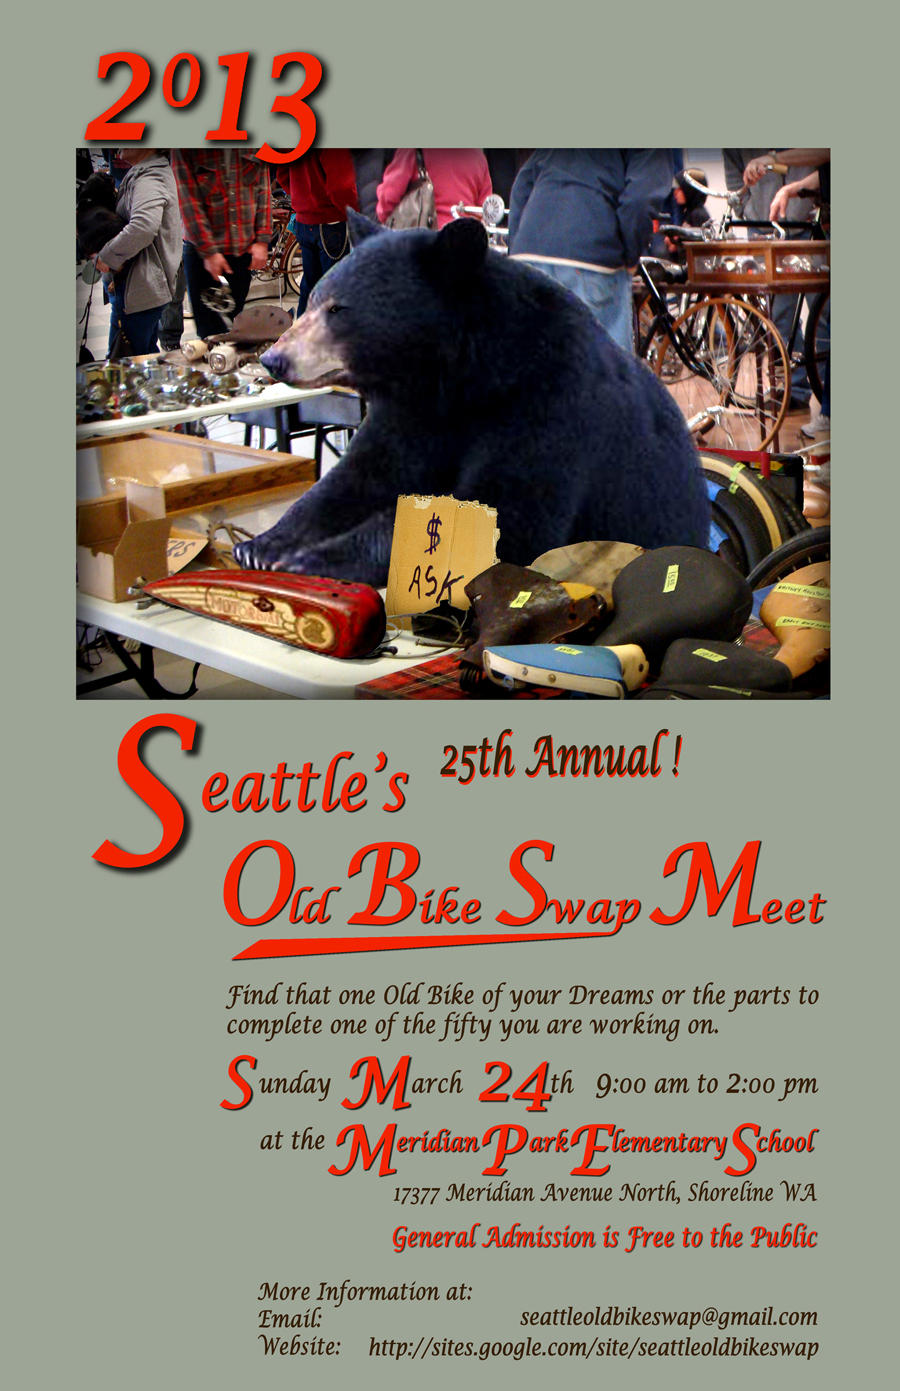 2013
$
ASK
25th Annual !
Seattle's
Old Bike Swap Meet
Find that one Old Bike of your Dreams or the parts to
complete one of the fifty you are working on.
Sunday March 24th 9:00 am to 2:00 pm
at the Meridian Park Elementary School
17377 Meridian Avenue North, Shoreline WA
General Admission is Free to the Public
More Information at:
Email: seattleoldbikeswap@gmail.com
Website: http://sites.google.com/site/seattleoldbikeswap